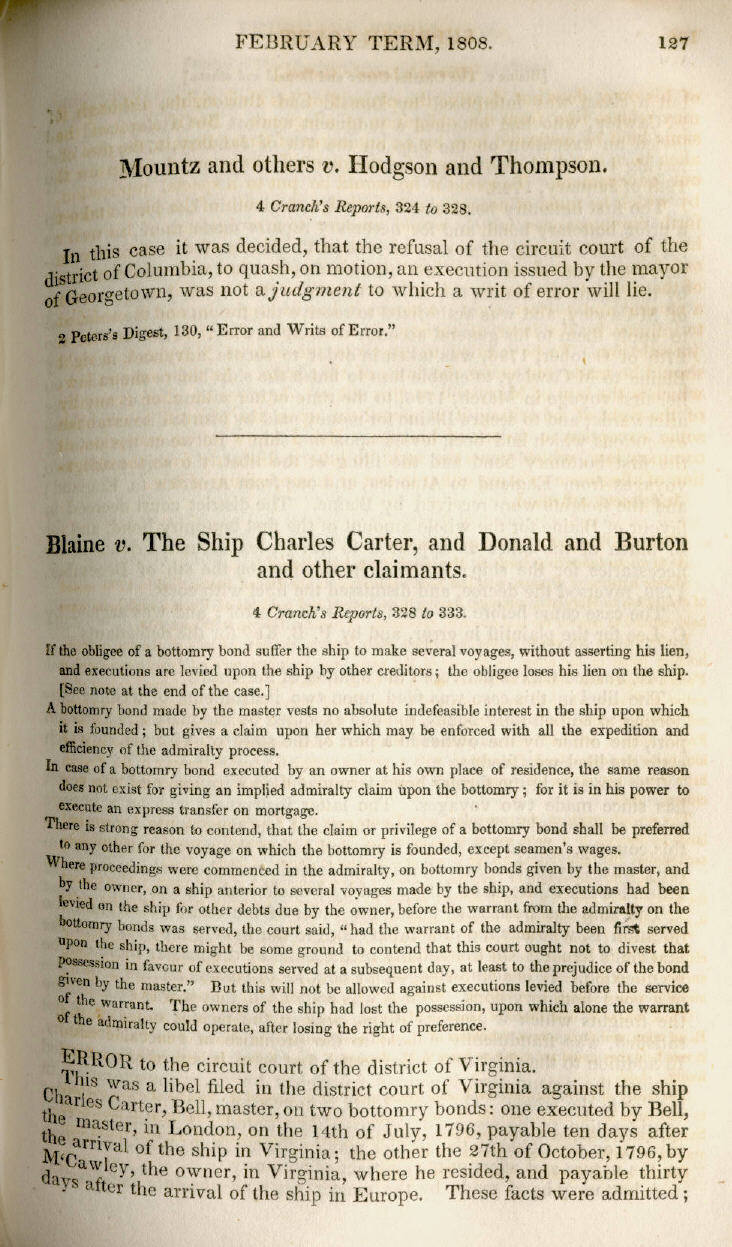 FEBRUARY TERM, 1808. 127
Mountz and others v. Hodgson and Thompson.
4 Cranch's Reports, 324 to 328.
In this case it was decided, that the refusal of the circuit court of the
district of Columbia, to quash, on motion, an execution issued by the mayor
of Georgetown, was not a judgment to which a writ of error will lie.
2 Peters's Digest, 130, "Error and Writs of Error."
Blaine v. The Ship Charles Carter, and Donald and Burton
and other claimants.
4 Cranch's Reports, 328 to 333.
If the obligee of a bottomry bond suffer the ship to make several voyages, without asserting his lien,
and executions are levied upon the ship by other creditors; the obligee loses his lien on the ship.
[See note at the end of the case.]
A bottomry bond made by the master vests no absolute indefeasible interest in the ship upon which
it is founded; but gives a claim upon her which may be enforced with all the expedition and
efficiency of the admiralty process.
In case of a bottomry bond executed by an owner at his own place of residence, the same reason
does not exist for giving an implied admiralty claim upon the bottomry; for it is in his power to
execute an express transfer on mortgage.
There is strong reason to contend, that the claim or privilege of a bottomry bond shall be preferred
to any other for the voyage on which the bottomry is founded, except seamen's wages.
Where proceedings were commenced in the admiralty, on bottomry bonds given by the master, and
by the owner, on a ship anterior to several voyages made by the ship, and executions had been
levied on the ship for other debts due by the owner, before the warrant from the admiralty on the
bottomry bonds was served, the court said, "had the warrant of the admiralty been first served
upon the ship, there might be some ground to contend that this court ought not to divest that
possession in favour of executions served at a subsequent day, at least to the prejudice of the bond
given by the master." But this will not be allowed against executions levied before the service
of the warrant. The owners of the ship had lost the possession, upon which alone the warrant
of the admiralty could operate, after losing the right of preference.
ERROR to the circuit court of the district of Virginia.
This was a libel filed in the district court of Virginia against the ship
Charles Carter, Bell, master, on two bottomry bonds: one executed by Bell,
the master, in London, on the 14th of July, 1796, payable ten days after
the arrival of the ship in Virginia; the other the 27th of October, 1796, by
M'Cawley, the owner, in Virginia, where he resided, and payable thirty
days after the arrival of the ship in Europe. These facts were admitted;